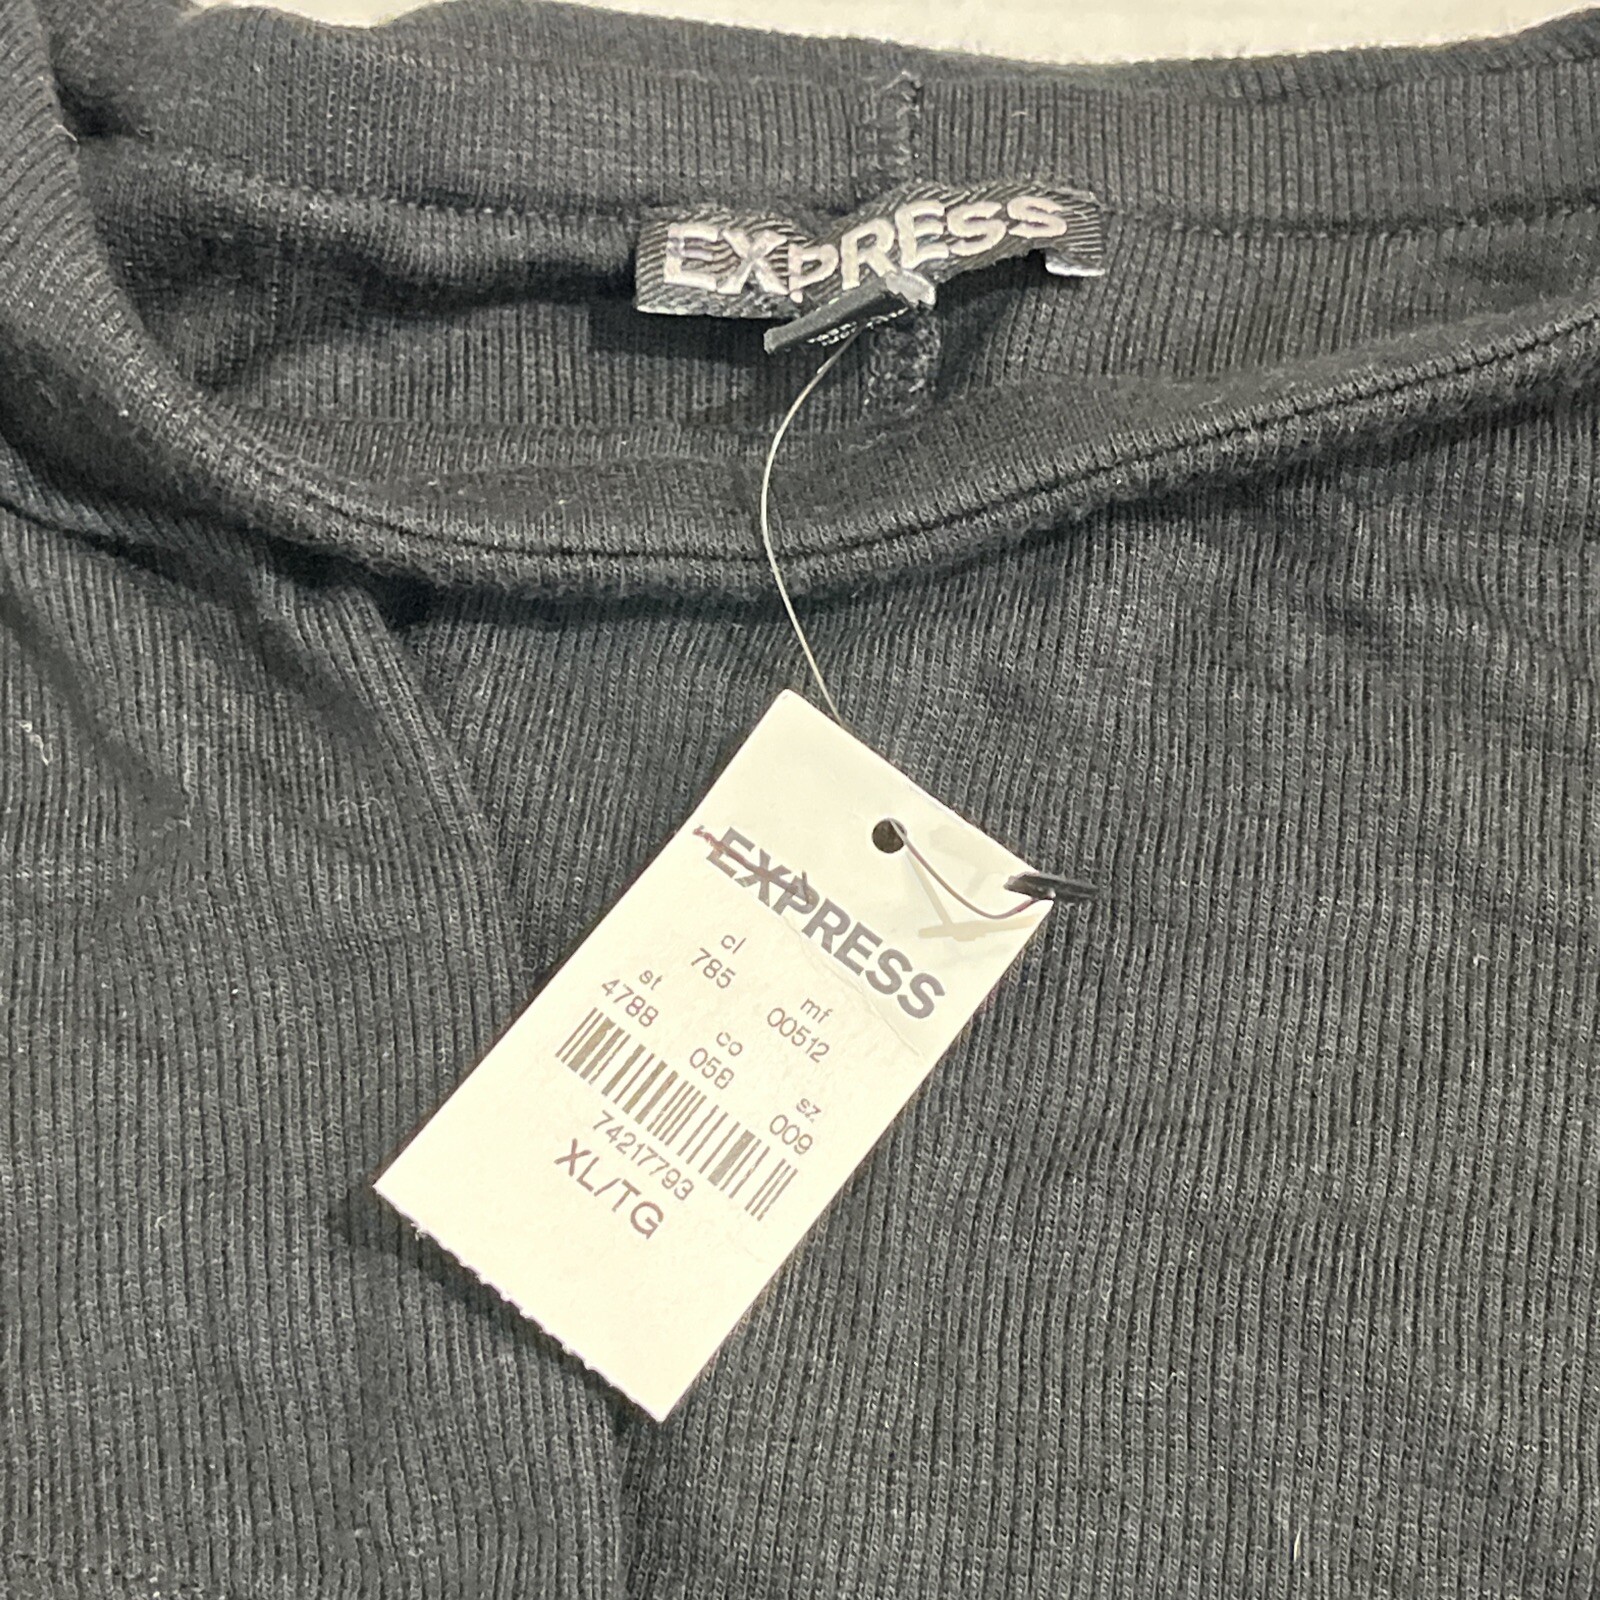 EXPRESS
EXPRESS
cl mf
785 00512
st co sz
4788 058 009
74217793
XL/TG